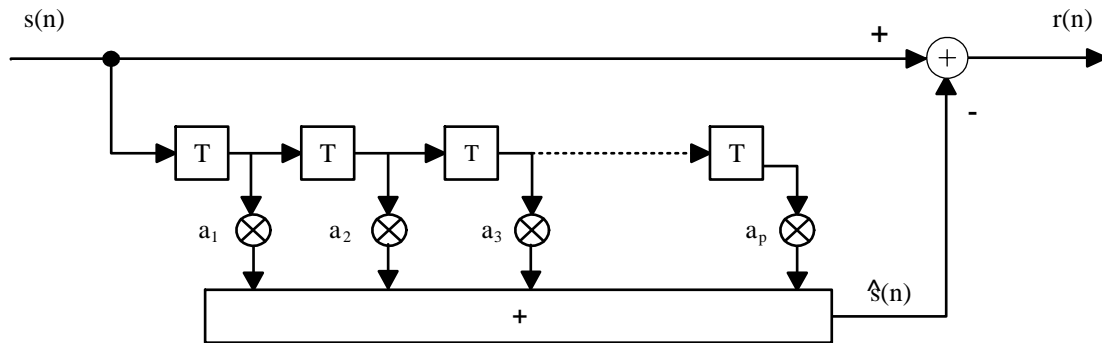 s(n) r(n)
+
+
-
T T T T
a1 a2 a3 ap
ŝ(n)
+